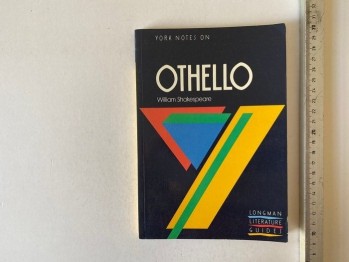 YORK NOTES ON
OTHELLO
William Shakespeare
LONGMAN
LITERATURE
GUIDES